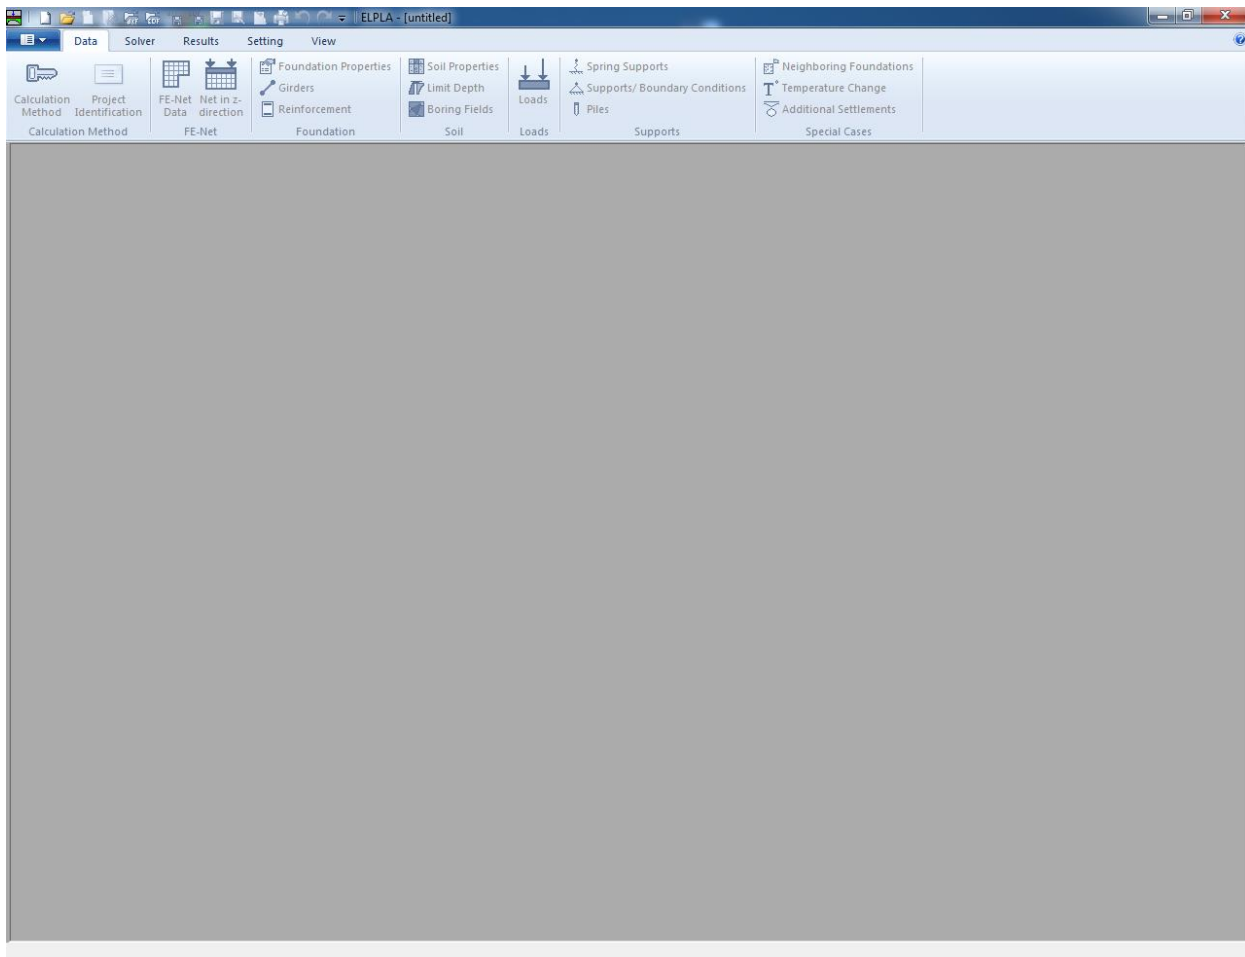 ELPLA - [untitled]
Data Solver Results Setting View
Calculation Method
Project Identification
Calculation Method
FE-Net Data
Net in z-direction
FE-Net
Foundation Properties
Girders
Reinforcement
Foundation
Soil Properties
Limit Depth
Boring Fields
Soil
Loads
Loads
Spring Supports
Supports/ Boundary Conditions
Piles
Supports
Neighboring Foundations
Temperature Change
Additional Settlements
Special Cases